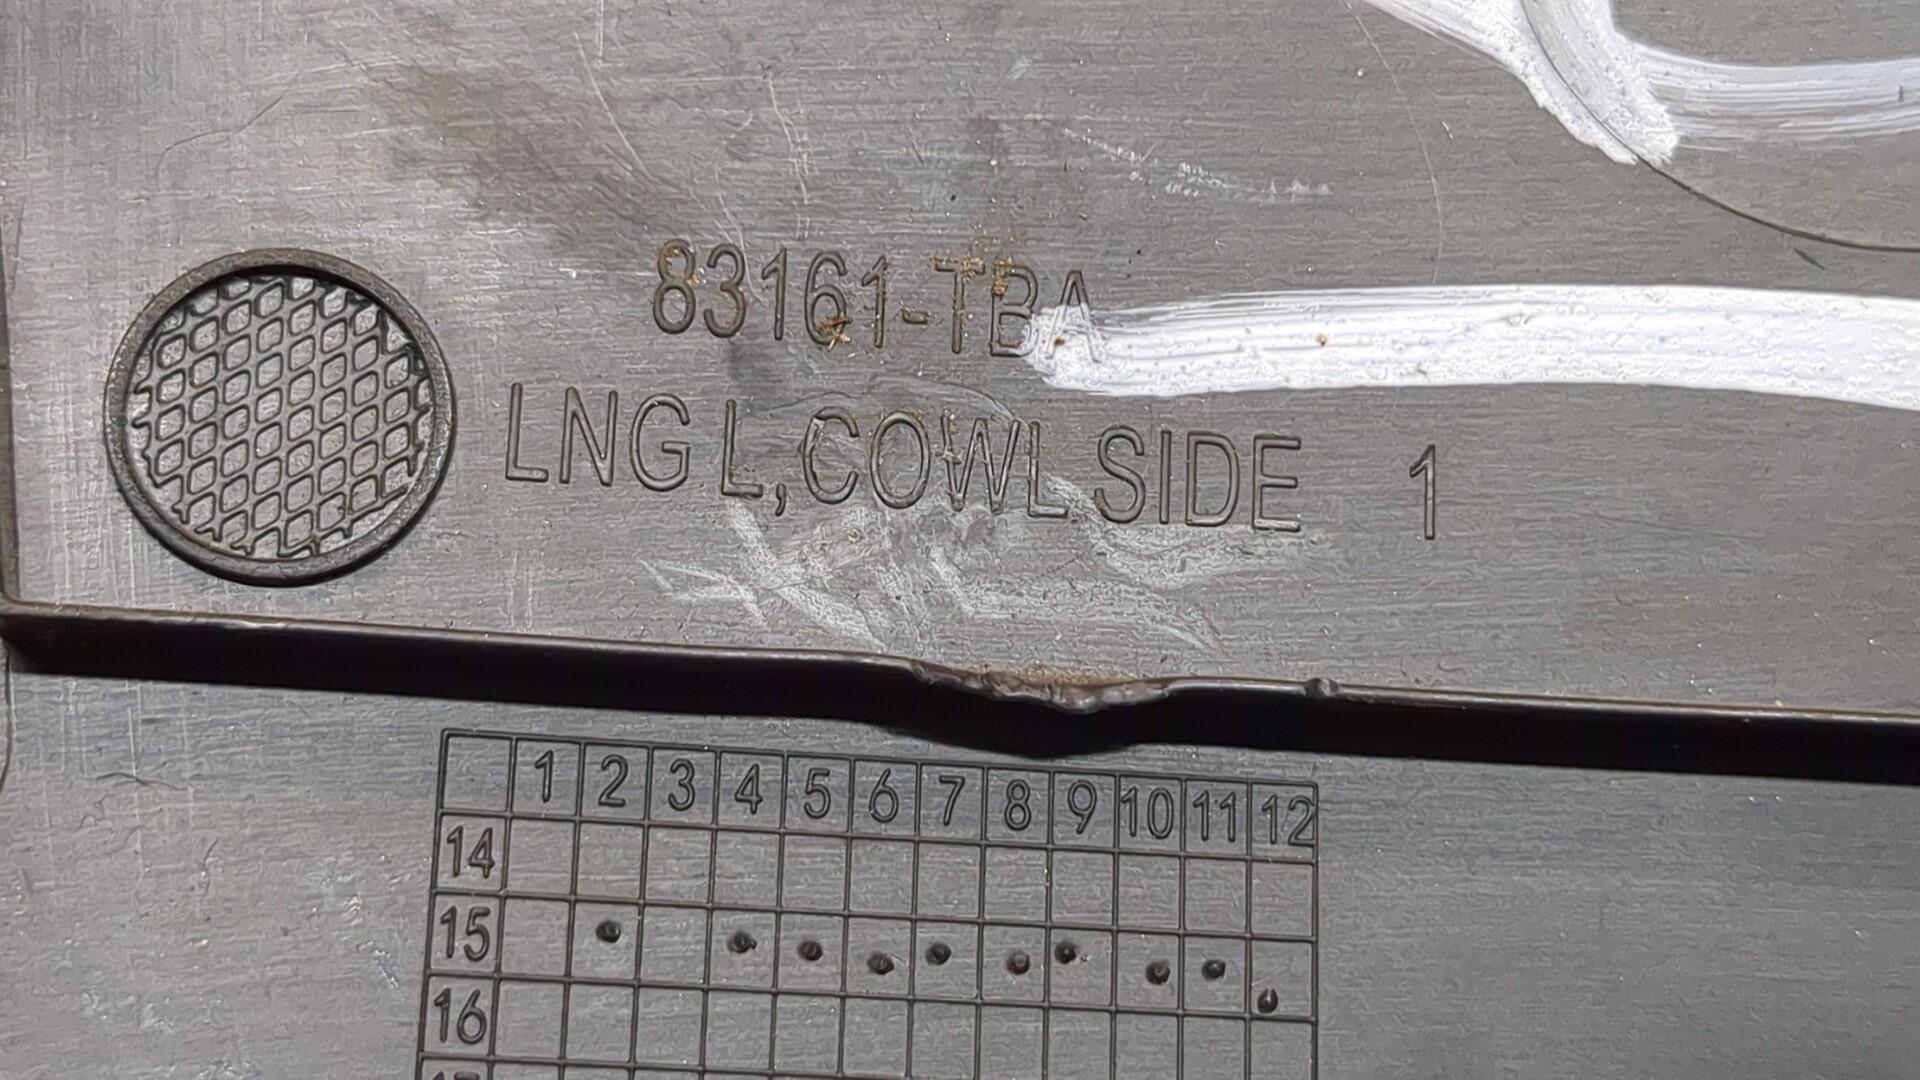 83161-TBA
LNG L,COWL SIDE 1
1 2 3 4 5 6 7 8 9 10 11 12
14
15
16